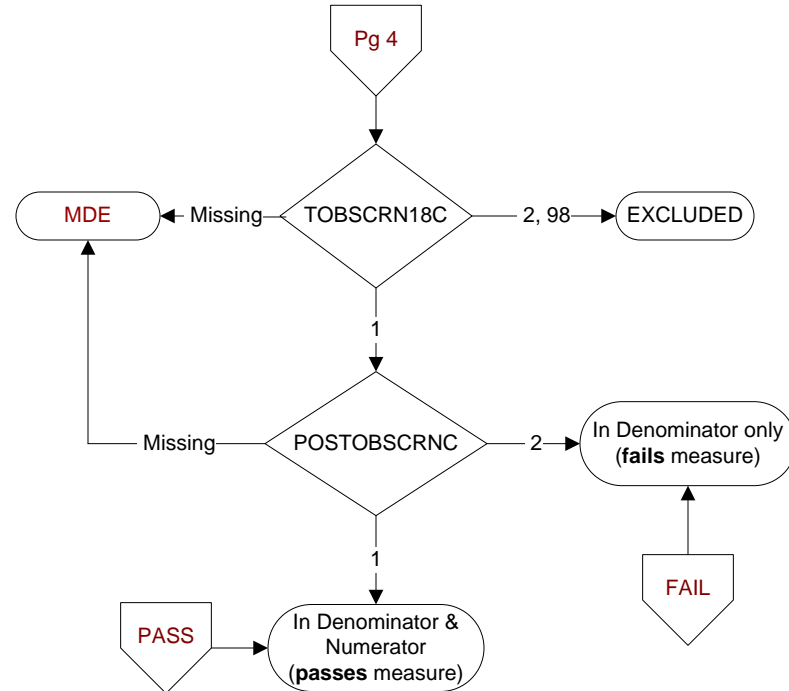 Pg 4
MDE
Missing
TOBSCRN18C
2, 98
EXCLUDED
1
Missing
POSTOBSCRNC
2
In Denominator only
(fails measure)
1
FAIL
PASS
In Denominator &
Numerator
(passes measure)